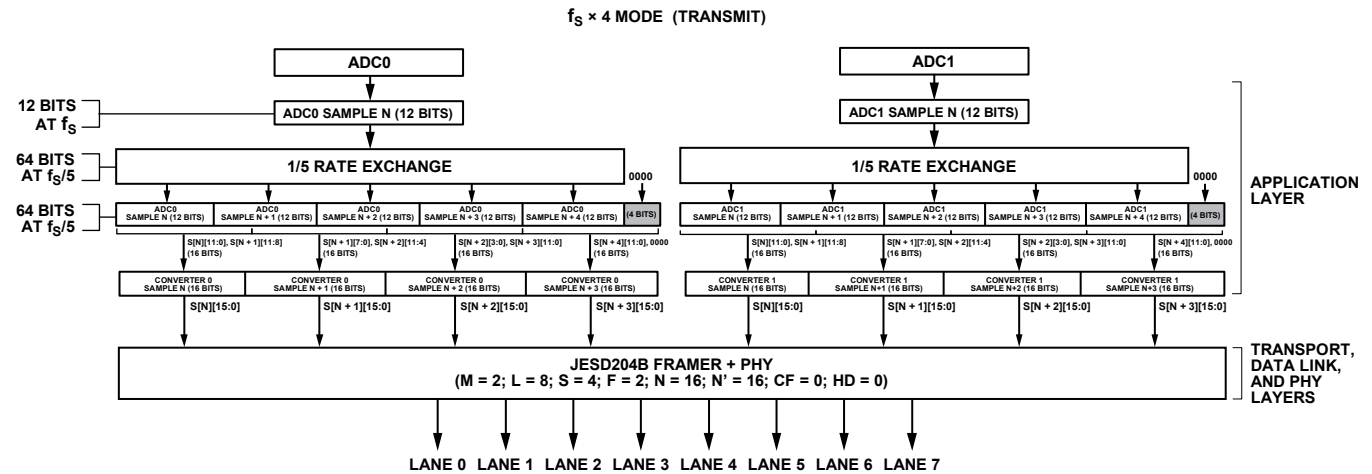 fS × 4 MODE (TRANSMIT)
ADC0
ADC1
12 BITS
AT fS
ADC0 SAMPLE N (12 BITS)
ADC1 SAMPLE N (12 BITS)
64 BITS
AT fS/5
1/5 RATE EXCHANGE
0000
1/5 RATE EXCHANGE
0000
APPLICATION
LAYER
64 BITS
AT fS/5
ADC0
SAMPLE N (12 BITS)
ADC0
SAMPLE N + 1 (12 BITS)
ADC0
SAMPLE N + 2 (12 BITS)
ADC0
SAMPLE N + 3 (12 BITS)
ADC0
SAMPLE N + 4 (12 BITS)
(4 BITS)
ADC1
SAMPLE N (12 BITS)
ADC1
SAMPLE N + 1 (12 BITS)
ADC1
SAMPLE N + 2 (12 BITS)
ADC1
SAMPLE N + 3 (12 BITS)
ADC1
SAMPLE N + 4 (12 BITS)
(4 BITS)
S[N][11:0], S[N + 1][11:8]
(16 BITS)
S[N + 1][7:0], S[N + 2][11:4]
(16 BITS)
S[N + 2][3:0], S[N + 3][11:0]
(16 BITS)
S[N + 4][11:0], 0000
(16 BITS)
S[N][11:0], S[N + 1][11:8]
(16 BITS)
S[N + 1][7:0], S[N + 2][11:4]
(16 BITS)
S[N + 2][3:0], S[N + 3][11:0]
(16 BITS)
S[N + 4][11:0], 0000
(16 BITS)
CONVERTER 0
SAMPLE N (16 BITS)
CONVERTER 0
SAMPLE N + 1 (16 BITS)
CONVERTER 0
SAMPLE N + 2 (16 BITS)
CONVERTER 0
SAMPLE N + 3 (16 BITS)
CONVERTER 1
SAMPLE N (16 BITS)
CONVERTER 1
SAMPLE N+1 (16 BITS)
CONVERTER 1
SAMPLE N+2 (16 BITS)
CONVERTER 1
SAMPLE N+3 (16 BITS)
S[N][15:0]
S[N + 1][15:0]
S[N + 2][15:0]
S[N + 3][15:0]
S[N][15:0]
S[N + 1][15:0]
S[N + 2][15:0]
S[N + 3][15:0]
JESD204B FRAMER + PHY
(M = 2; L = 8; S = 4; F = 2; N = 16; N' = 16; CF = 0; HD = 0)
TRANSPORT,
DATA LINK,
AND PHY
LAYERS
LANE 0
LANE 1
LANE 2
LANE 3
LANE 4
LANE 5
LANE 6
LANE 7